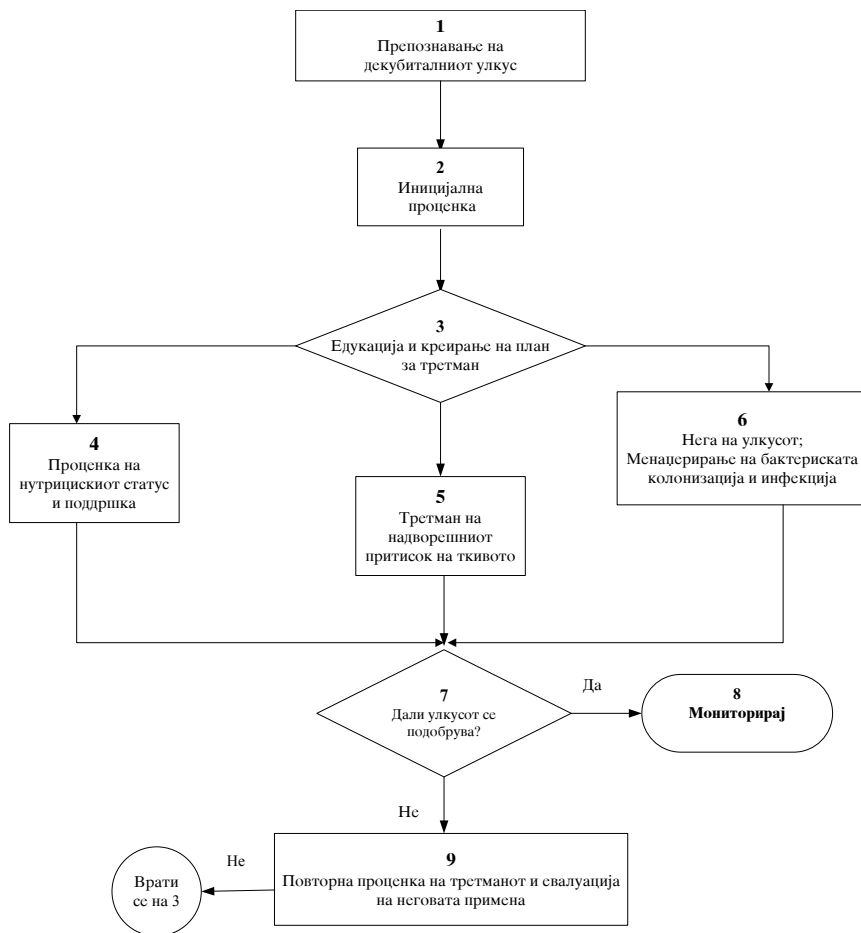 1
Препознавање на
декубиталниот улкус
2
Иницијална
проценка
3
Едукација и креирање на план
за третман
4
Проценка на
нутрицискиот статус
и поддршка
5
Третман на
надворешниот
притисок на ткивото
6
Нега на улкусот;
Менаџерирање на бактериската
колонизација и инфекција
7
Дали улкусот се
подобрува?
Да
8
Мониторирај
Не
9
Повторна проценка на третманот и евалуација
на неговата примена
Не
Врати
се на 3